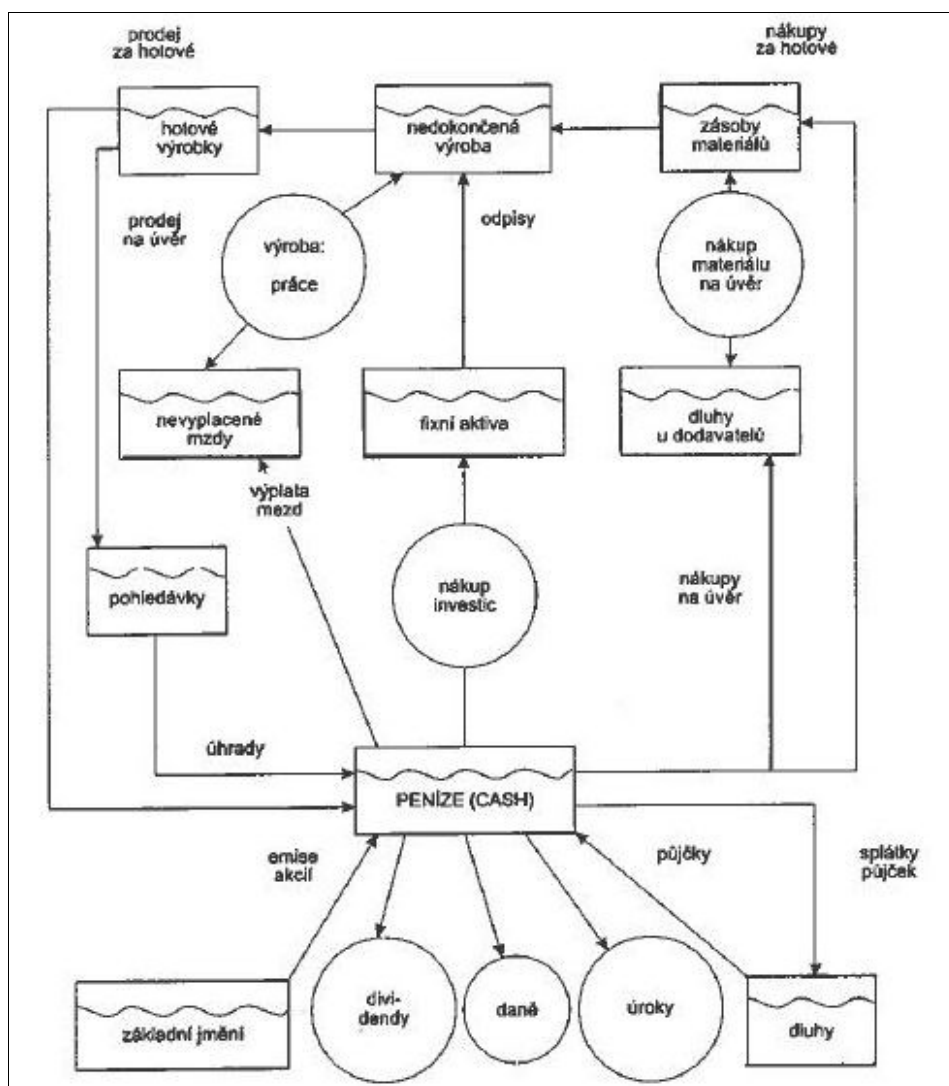 prodej
za hotové
nákupy
za hotové
hotové
výrobky
nedokončená
výroba
zásoby
materiálů
prodej
na úvěr
výroba:
práce
odpisy
nákup
materiálu
na úvěr
nevyplacené
mzdy
fixní aktiva
dluhy
u dodavatelů
výplata
mezd
pohledávky
nákup
investic
nákupy
na úvěr
úhrady
PENÍZE (CASH)
emise
akcií
půjčky
splátky
půjček
základní jmění
divi-
dendy
daně
úroky
dluhy